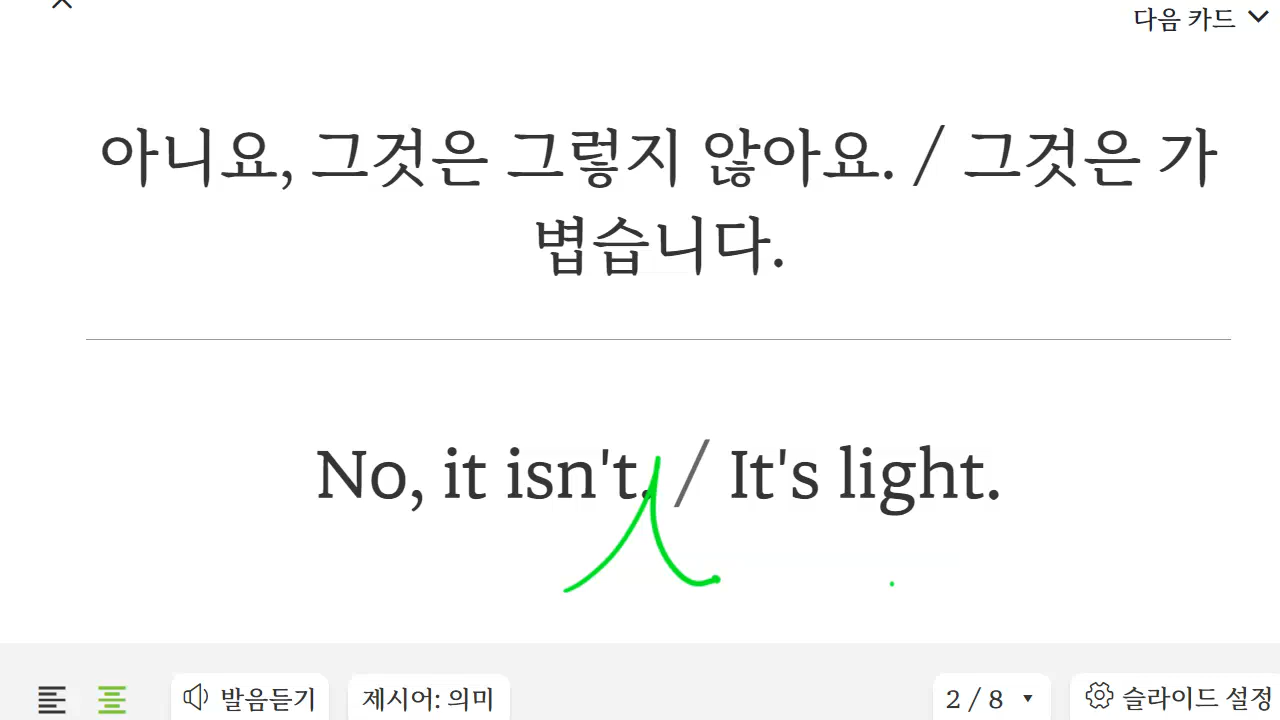 다음 카드
아니요, 그것은 그렇지 않아요. / 그것은 가
볍습니다.
No, it isn't. / It's light.
발음듣기
제시어: 의미
2 / 8
슬라이드 설정